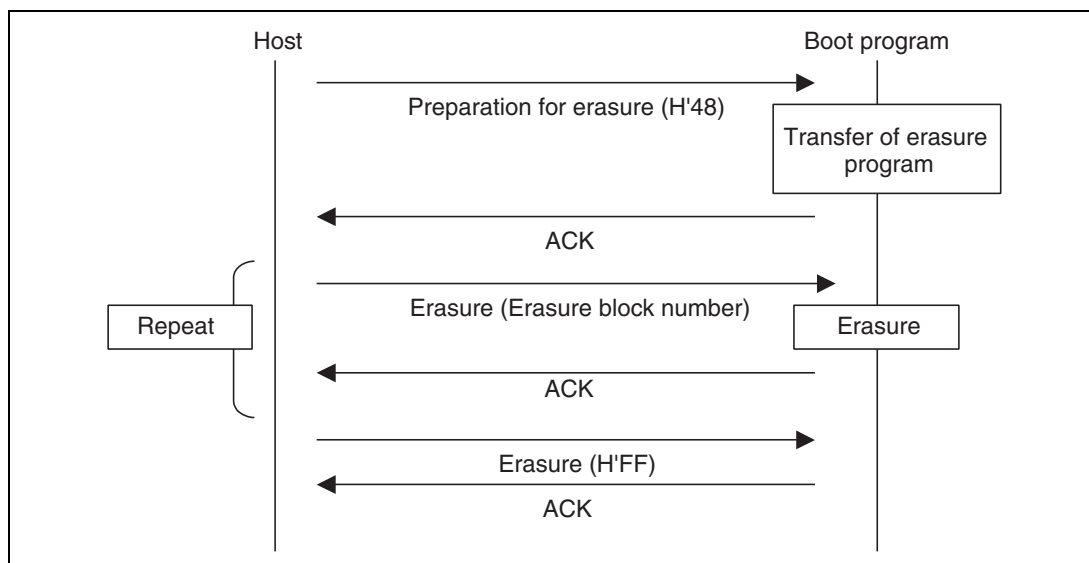 Host
Boot program
Preparation for erasure (H'48)
Transfer of erasure
program
ACK
Erasure (Erasure block number)
Repeat
Erasure
ACK
Erasure (H'FF)
ACK